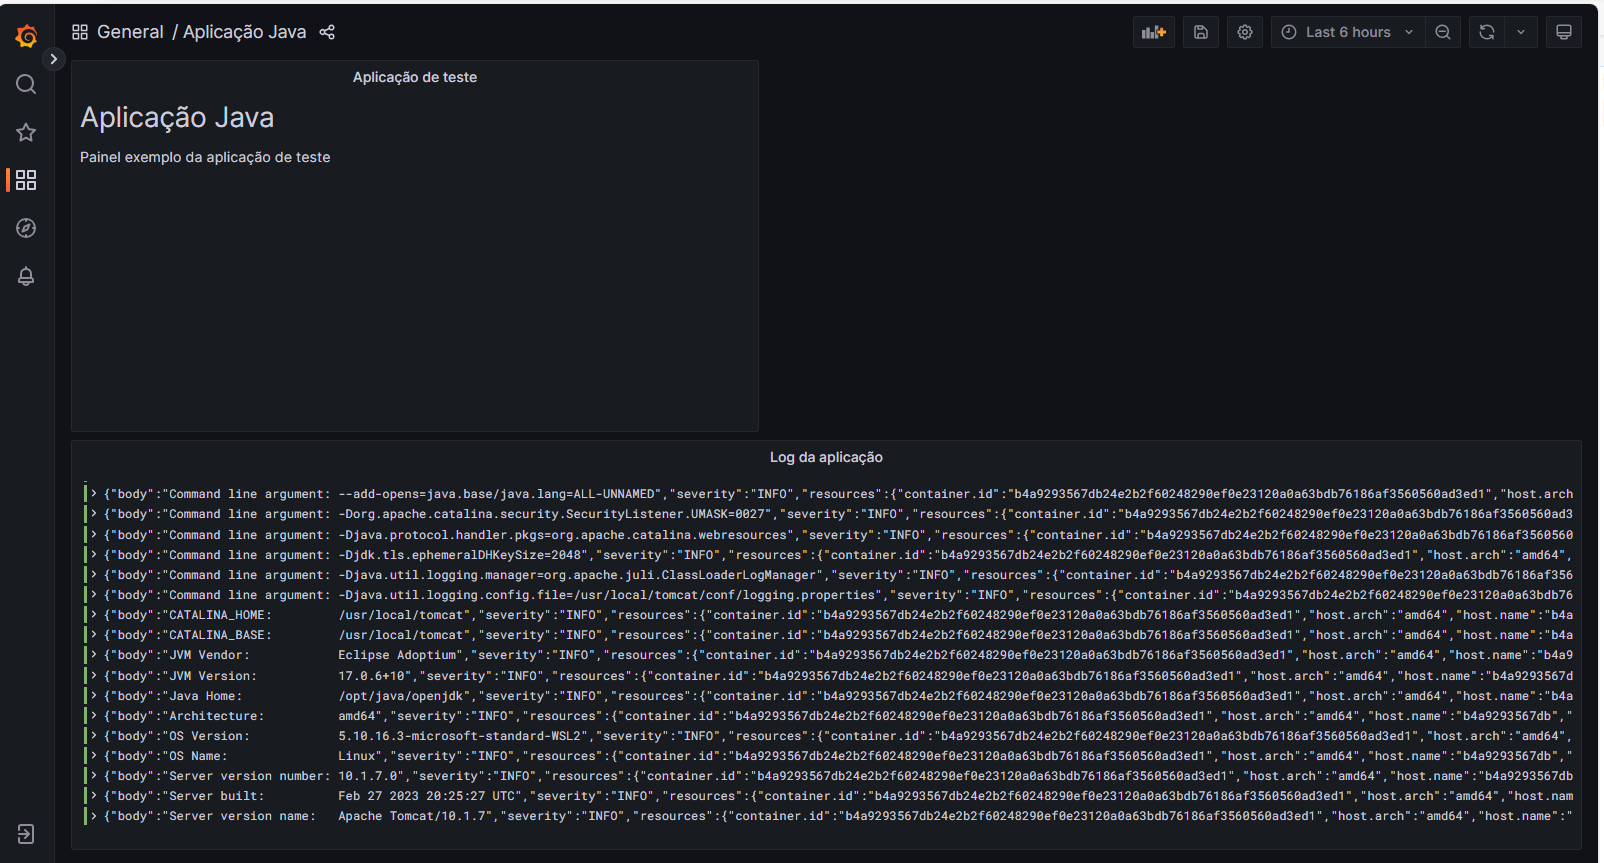 General / Aplicação Java
Last 6 hours
Aplicação de teste
Aplicação Java
Painel exemplo da aplicação de teste
Log da aplicação
{"body":"Command line argument: --add-opens=java.base/java.lang=ALL-UNNAMED","severity":"INFO","resources":{"container.id":"b4a9293567db24e2b2f60248290ef0e23120a0a63bdb76186af3560560ad3ed1","host.arch
{"body":"Command line argument: -Dorg.apache.catalina.security.SecurityListener.UMASK=0027","severity":"INFO","resources":{"container.id":"b4a9293567db24e2b2f60248290ef0e23120a0a63bdb76186af3560560ad3
{"body":"Command line argument: -Djava.protocol.handler.pkgs=org.apache.catalina.webresources","severity":"INFO","resources":{"container.id":"b4a9293567db24e2b2f60248290ef0e23120a0a63bdb76186af3560560
{"body":"Command line argument: -Djdk.tls.ephemeralDHKeySize=2048","severity":"INFO","resources":{"container.id":"b4a9293567db24e2b2f60248290ef0e23120a0a63bdb76186af3560560ad3ed1","host.arch":"amd64",
{"body":"Command line argument: -Djava.util.logging.manager=org.apache.juli.ClassLoaderLogManager","severity":"INFO","resources":{"container.id":"b4a9293567db24e2b2f60248290ef0e23120a0a63bdb76186af356
{"body":"Command line argument: -Djava.util.logging.config.file=/usr/local/tomcat/conf/logging.properties","severity":"INFO","resources":{"container.id":"b4a9293567db24e2b2f60248290ef0e23120a0a63bdb76
{"body":"CATALINA_HOME:         /usr/local/tomcat","severity":"INFO","resources":{"container.id":"b4a9293567db24e2b2f60248290ef0e23120a0a63bdb76186af3560560ad3ed1","host.arch":"amd64","host.name":"b4a
{"body":"CATALINA_BASE:         /usr/local/tomcat","severity":"INFO","resources":{"container.id":"b4a9293567db24e2b2f60248290ef0e23120a0a63bdb76186af3560560ad3ed1","host.arch":"amd64","host.name":"b4a
{"body":"JVM Vendor:            Eclipse Adoptium","severity":"INFO","resources":{"container.id":"b4a9293567db24e2b2f60248290ef0e23120a0a63bdb76186af3560560ad3ed1","host.arch":"amd64","host.name":"b4a9
{"body":"JVM Version:           17.0.6+10","severity":"INFO","resources":{"container.id":"b4a9293567db24e2b2f60248290ef0e23120a0a63bdb76186af3560560ad3ed1","host.arch":"amd64","host.name":"b4a9293567d
{"body":"Java Home:             /opt/java/openjdk","severity":"INFO","resources":{"container.id":"b4a9293567db24e2b2f60248290ef0e23120a0a63bdb76186af3560560ad3ed1","host.arch":"amd64","host.name":"b4a
{"body":"Architecture:          amd64","severity":"INFO","resources":{"container.id":"b4a9293567db24e2b2f60248290ef0e23120a0a63bdb76186af3560560ad3ed1","host.arch":"amd64","host.name":"b4a9293567db","
{"body":"OS Version:            5.10.16.3-microsoft-standard-WSL2","severity":"INFO","resources":{"container.id":"b4a9293567db24e2b2f60248290ef0e23120a0a63bdb76186af3560560ad3ed1","host.arch":"amd64",
{"body":"OS Name:               Linux","severity":"INFO","resources":{"container.id":"b4a9293567db24e2b2f60248290ef0e23120a0a63bdb76186af3560560ad3ed1","host.arch":"amd64","host.name":"b4a9293567db","
{"body":"Server version number: 10.1.7.0","severity":"INFO","resources":{"container.id":"b4a9293567db24e2b2f60248290ef0e23120a0a63bdb76186af3560560ad3ed1","host.arch":"amd64","host.name":"b4a9293567db
{"body":"Server built:          Feb 27 2023 20:25:27 UTC","severity":"INFO","resources":{"container.id":"b4a9293567db24e2b2f60248290ef0e23120a0a63bdb76186af3560560ad3ed1","host.arch":"amd64","host.nam
{"body":"Server version name:   Apache Tomcat/10.1.7","severity":"INFO","resources":{"container.id":"b4a9293567db24e2b2f60248290ef0e23120a0a63bdb76186af3560560ad3ed1","host.arch":"amd64","host.name":"